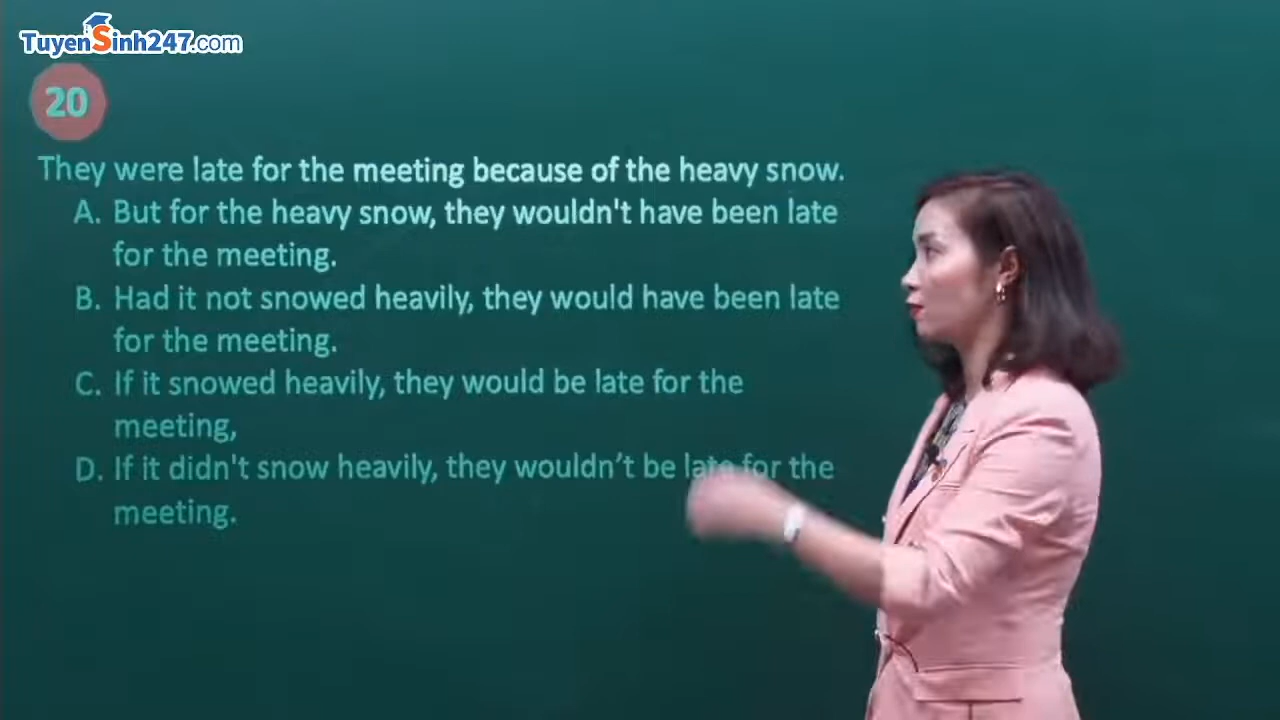 TuyenSinh247.com
20
They were late for the meeting because of the heavy snow.
A. But for the heavy snow, they wouldn't have been late
for the meeting.
B. Had it not snowed heavily, they would have been late
for the meeting.
C. If it snowed heavily, they would be late for the
meeting,
D. If it didn't snow heavily, they wouldn’t be late for the
meeting.